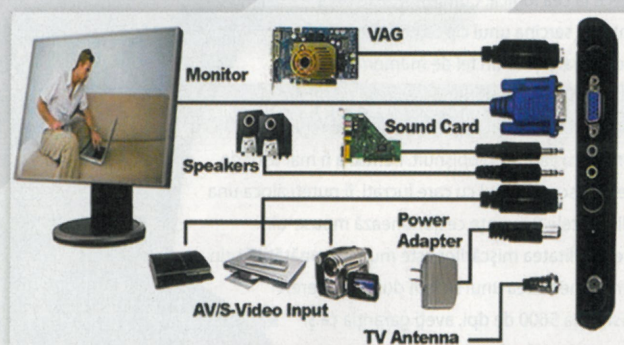 VAG
Monitor
Sound Card
Speakers
Power
Adapter
AV/S-Video Input
TV Antenna